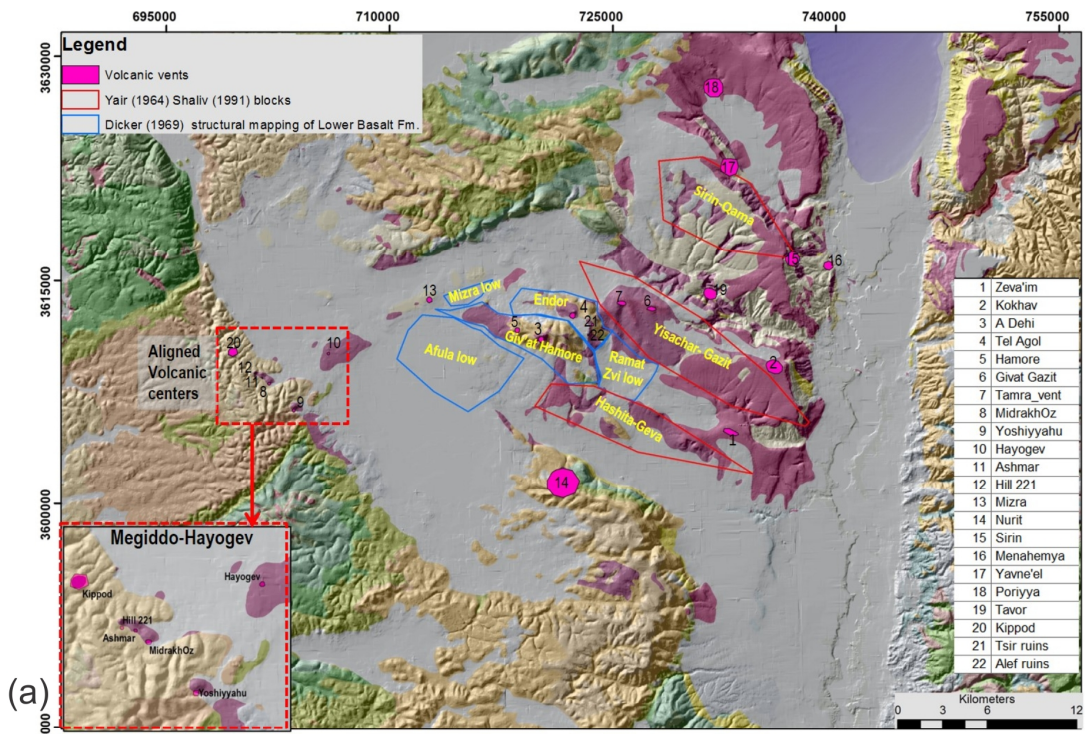 695000 710000 725000 740000 755000
3630000
3615000
3600000
000
Legend
Volcanic vents
Yair (1964) Shaliv (1991) blocks
Dicker (1969) structural mapping of Lower Basalt Fm.
18
17
Sirin-Qama
15
16
19
13
Mizra low
Endor
4
7
6
21
22
5
3
Giv'at Hamore
Yisachar- Gazit
Afula low
Ramat
Zvi low
2
Hashita-Geva
1
14
Aligned
Volcanic
centers
20
10
12
11
8
9
Megiddo-Hayogev
Hayogev
Kippod
Hill 221
Ashmar
MidrakhOz
Yoshiyyahu
(a)
1 Zeva'im
2 Kokhav
3 A Dehi
4 Tel Agol
5 Hamore
6 Givat Gazit
7 Tamra_vent
8 MidrakhOz
9 Yoshiyyahu
10 Hayogev
11 Ashmar
12 Hill 221
13 Mizra
14 Nurit
15 Sirin
16 Menahemya
17 Yavne'el
18 Poriyya
19 Tavor
20 Kippod
21 Tsir ruins
22 Alef ruins
Kilometers
0 3 6 12